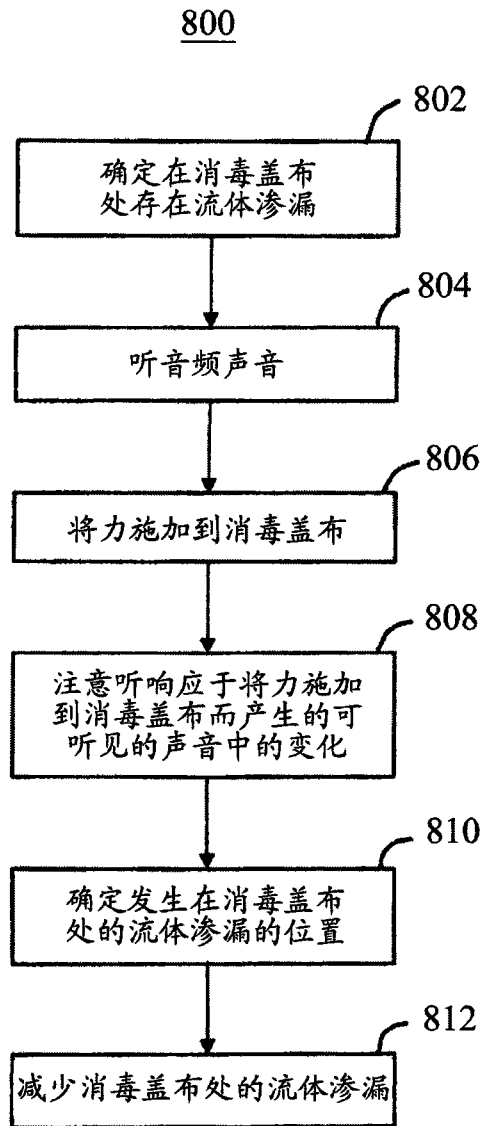 800
802
确定在消毒盖布
处存在流体渗漏
804
听音频声音
806
将力施加到消毒盖布
808
注意听响应于将力施加
到消毒盖布而产生的可
听见的声音中的变化
810
确定发生在消毒盖布
处的流体渗漏的位置
812
减少消毒盖布处的流体渗漏